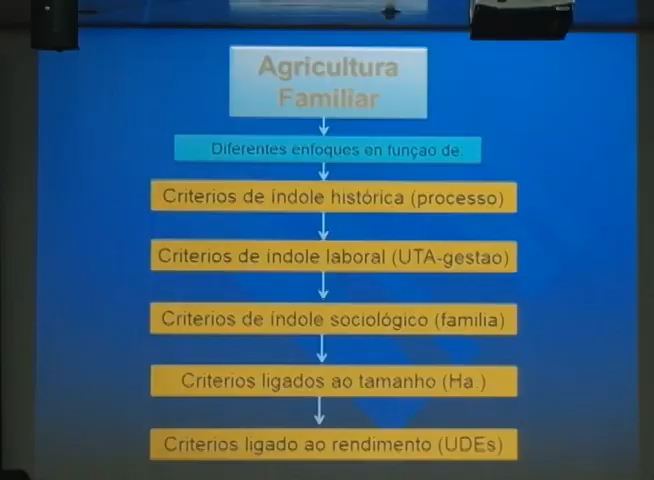 Agricultura
Familiar
Diferentes enfoques en função de:
Criterios de índole histórica (processo)
Criterios de índole laboral (UTA-gestao)
Criterios de índole sociológico (familia)
Criterios ligados ao tamanho (Ha.)
Criterios ligado ao rendimento (UDEs)